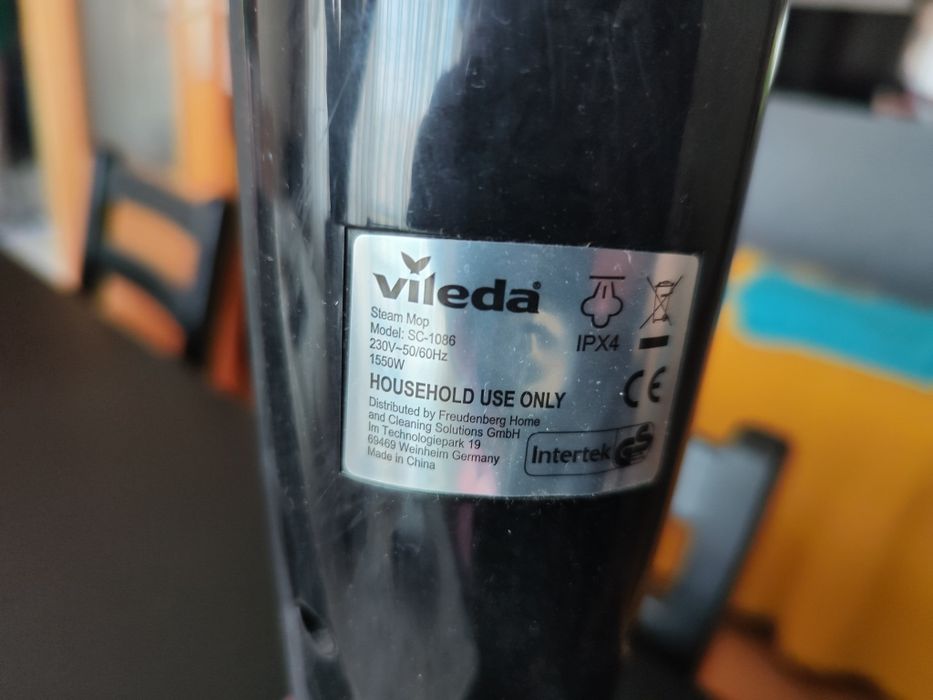 vileda®
Steam Mop
Model: SC-1086
230V~50/60Hz
1550W
IPX4
HOUSEHOLD USE ONLY
CE
Distributed by Freudenberg Home
and Cleaning Solutions GmbH
Im Technologiepark 19
69469 Weinheim Germany
Made in China
Intertek GS